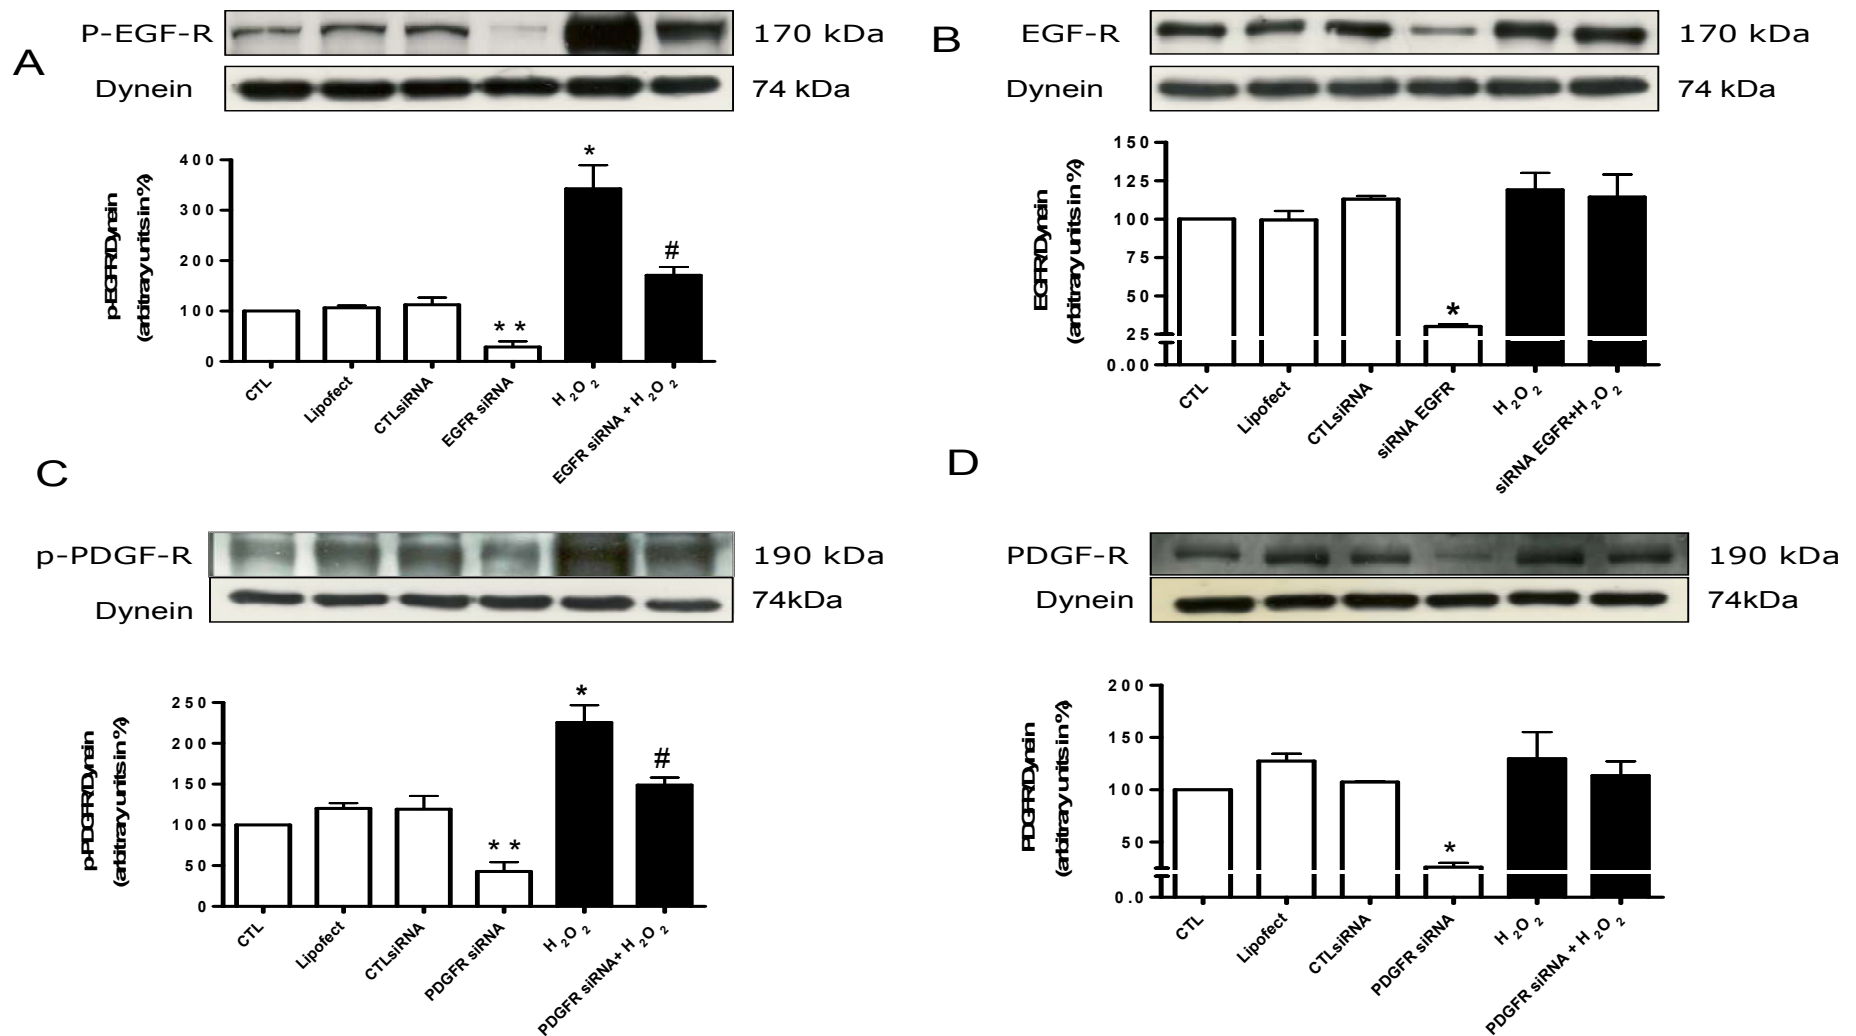 A
P-EGF-R
170 kDa
Dynein
74 kDa
p-EGFR/Dynein
(arbitrary units in %)
400
300
200
100
0
*
#
* *
CTL
Lipofect
CTLsiRNA
EGFR siRNA
H2O2
EGFR siRNA + H2O2
B
EGF-R
170 kDa
Dynein
74 kDa
EGFR/Dynein
(arbitrary units in %)
150
125
100
75
50
25
0.00
*
CTL
Lipofect
CTLsiRNA
siRNA EGFR
H2O2
siRNA EGFR+H2O2
C
p-PDGF-R
190 kDa
Dynein
74kDa
p-PDGFR/Dynein
(arbitrary units in %)
250
200
150
100
50
0
*
#
* *
CTL
Lipofect
CTLsiRNA
PDGFR siRNA
H2O2
PDGFR siRNA+ H2O2
D
PDGF-R
190 kDa
Dynein
74kDa
PDGFR/Dynein
(arbitrary units in %)
200
150
100
50
0.0
*
CTL
Lipofect
CTLsiRNA
PDGFR siRNA
H2O2
PDGFR siRNA + H2O2